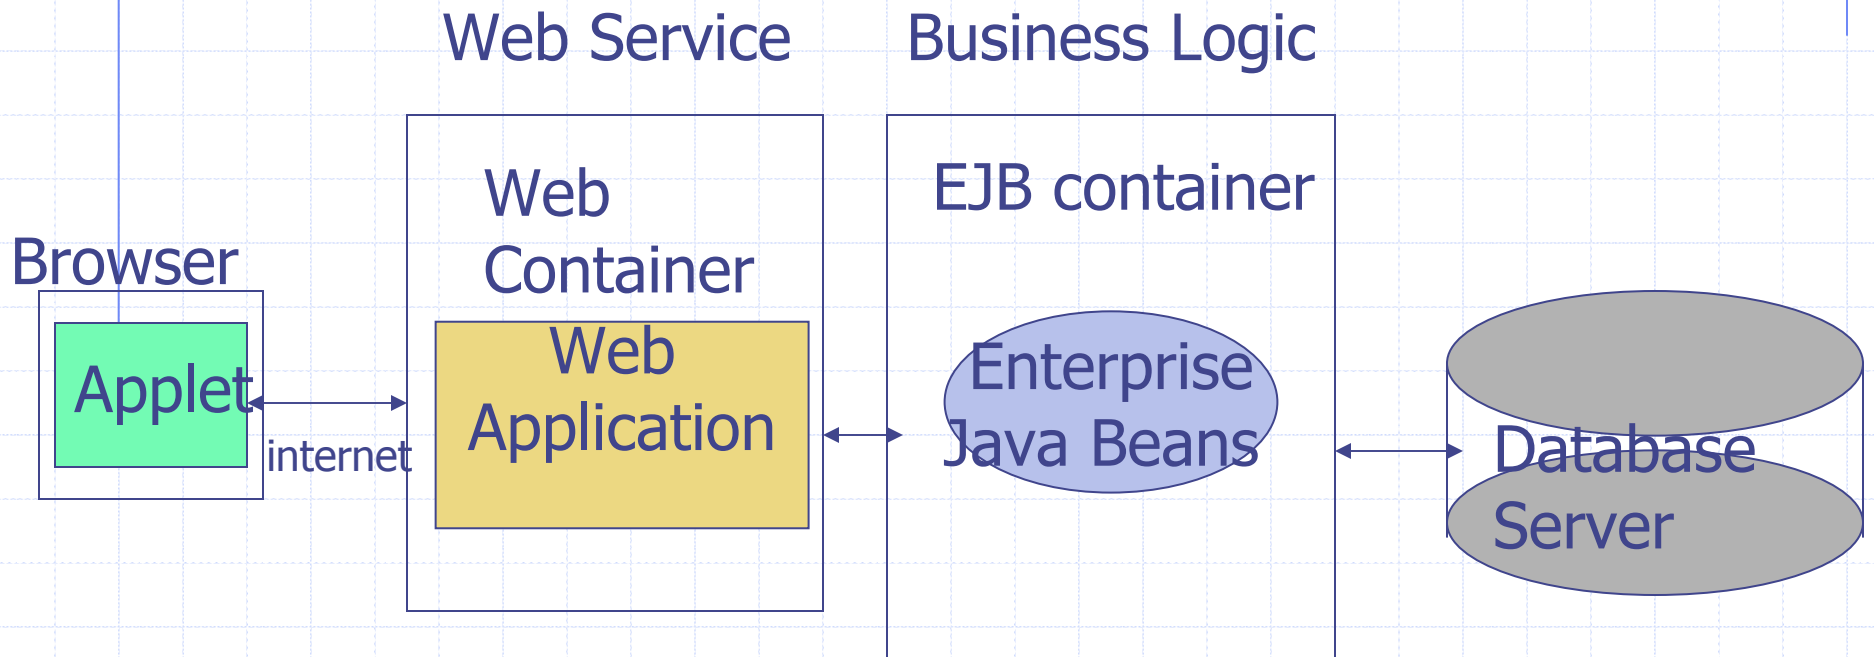 Web Service
Business Logic
Browser
Applet
internet
Web
Container
Web
Application
EJB container
Enterprise
Java Beans
Database
Server